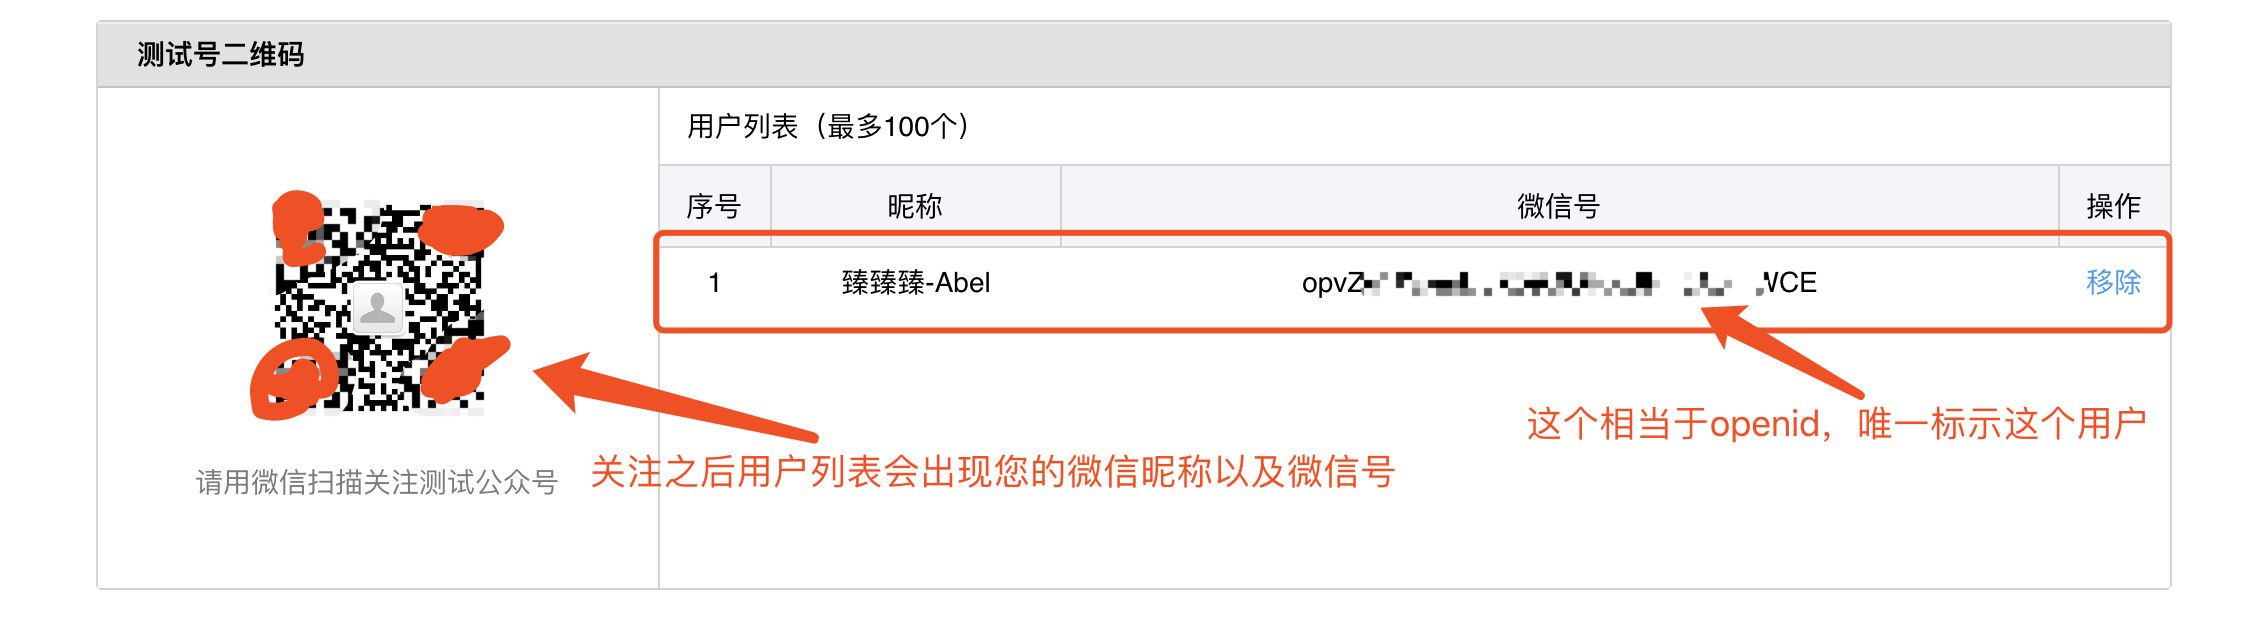 测试号二维码
用户列表（最多100个）
序号 昵称 微信号 操作
1 臻臻臻-Abel opvZ WCE 移除
这个相当于openid，唯一标示这个用户
关注之后用户列表会出现您的微信昵称以及微信号
请用微信扫描关注测试公众号